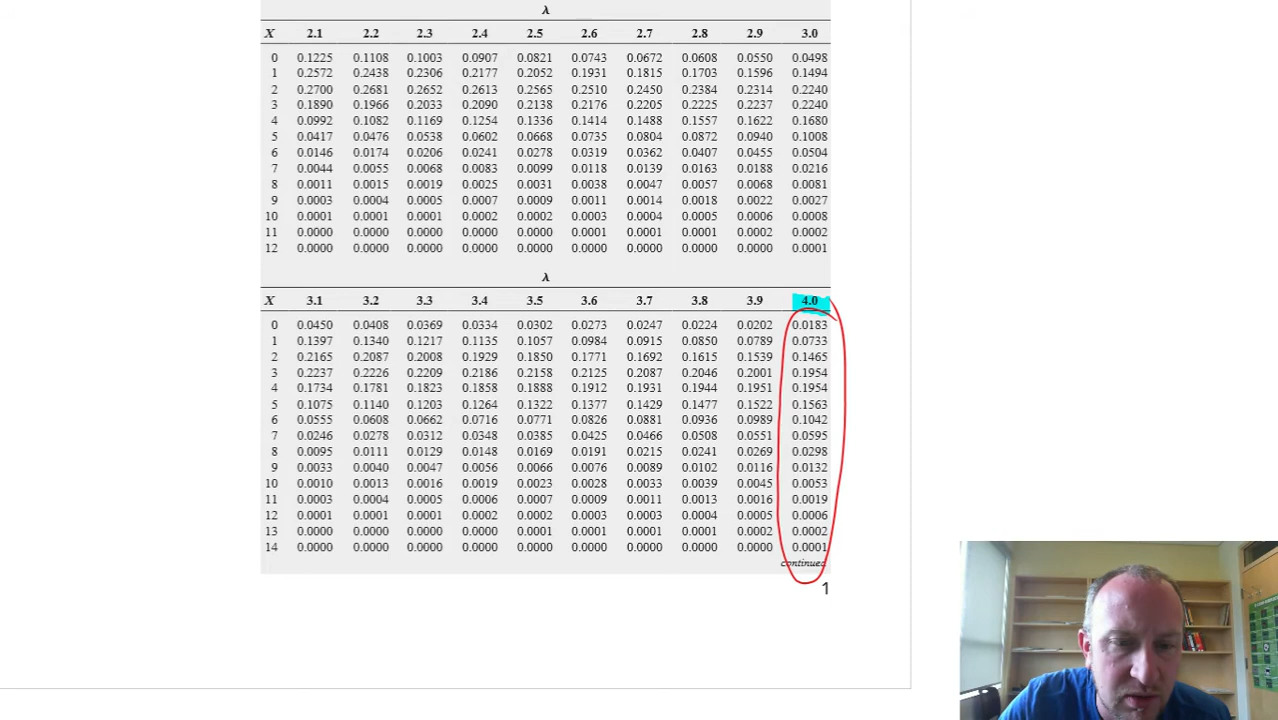 λ
X 2.1 2.2 2.3 2.4 2.5 2.6 2.7 2.8 2.9 3.0
0 0.1225 0.1108 0.1003 0.0907 0.0821 0.0743 0.0672 0.0608 0.0550 0.0498
1 0.2572 0.2438 0.2306 0.2177 0.2052 0.1931 0.1815 0.1703 0.1596 0.1494
2 0.2700 0.2681 0.2652 0.2613 0.2565 0.2510 0.2450 0.2384 0.2314 0.2240
3 0.1890 0.1966 0.2033 0.2090 0.2138 0.2176 0.2205 0.2225 0.2237 0.2240
4 0.0992 0.1082 0.1169 0.1254 0.1336 0.1414 0.1488 0.1557 0.1622 0.1680
5 0.0417 0.0476 0.0538 0.0602 0.0668 0.0735 0.0804 0.0872 0.0940 0.1008
6 0.0146 0.0174 0.0206 0.0241 0.0278 0.0319 0.0362 0.0407 0.0455 0.0504
7 0.0044 0.0055 0.0068 0.0083 0.0099 0.0118 0.0139 0.0163 0.0188 0.0216
8 0.0011 0.0015 0.0019 0.0025 0.0031 0.0038 0.0047 0.0057 0.0068 0.0081
9 0.0003 0.0004 0.0005 0.0007 0.0009 0.0011 0.0014 0.0018 0.0022 0.0027
10 0.0001 0.0001 0.0001 0.0002 0.0002 0.0003 0.0004 0.0005 0.0006 0.0008
11 0.0000 0.0000 0.0000 0.0000 0.0000 0.0001 0.0001 0.0001 0.0002 0.0002
12 0.0000 0.0000 0.0000 0.0000 0.0000 0.0000 0.0000 0.0000 0.0000 0.0001
λ
X 3.1 3.2 3.3 3.4 3.5 3.6 3.7 3.8 3.9 4.0
0 0.0450 0.0408 0.0369 0.0334 0.0302 0.0273 0.0247 0.0224 0.0202 0.0183
1 0.1397 0.1340 0.1217 0.1135 0.1057 0.0984 0.0915 0.0850 0.0789 0.0733
2 0.2165 0.2087 0.2008 0.1929 0.1850 0.1771 0.1692 0.1615 0.1539 0.1465
3 0.2237 0.2226 0.2209 0.2186 0.2158 0.2125 0.2087 0.2046 0.2001 0.1954
4 0.1734 0.1781 0.1823 0.1858 0.1888 0.1912 0.1931 0.1944 0.1951 0.1954
5 0.1075 0.1140 0.1203 0.1264 0.1322 0.1377 0.1429 0.1477 0.1522 0.1563
6 0.0555 0.0608 0.0662 0.0716 0.0771 0.0826 0.0881 0.0936 0.0989 0.1042
7 0.0246 0.0278 0.0312 0.0348 0.0385 0.0425 0.0466 0.0508 0.0551 0.0595
8 0.0095 0.0111 0.0129 0.0148 0.0169 0.0191 0.0215 0.0241 0.0269 0.0298
9 0.0033 0.0040 0.0047 0.0056 0.0066 0.0076 0.0089 0.0102 0.0116 0.0132
10 0.0010 0.0013 0.0016 0.0019 0.0023 0.0028 0.0033 0.0039 0.0045 0.0053
11 0.0003 0.0004 0.0005 0.0006 0.0007 0.0009 0.0011 0.0013 0.0016 0.0019
12 0.0001 0.0001 0.0001 0.0002 0.0002 0.0003 0.0003 0.0004 0.0005 0.0006
13 0.0000 0.0000 0.0000 0.0000 0.0001 0.0001 0.0001 0.0001 0.0002 0.0002
14 0.0000 0.0000 0.0000 0.0000 0.0000 0.0000 0.0000 0.0000 0.0000 0.0001
continued
1